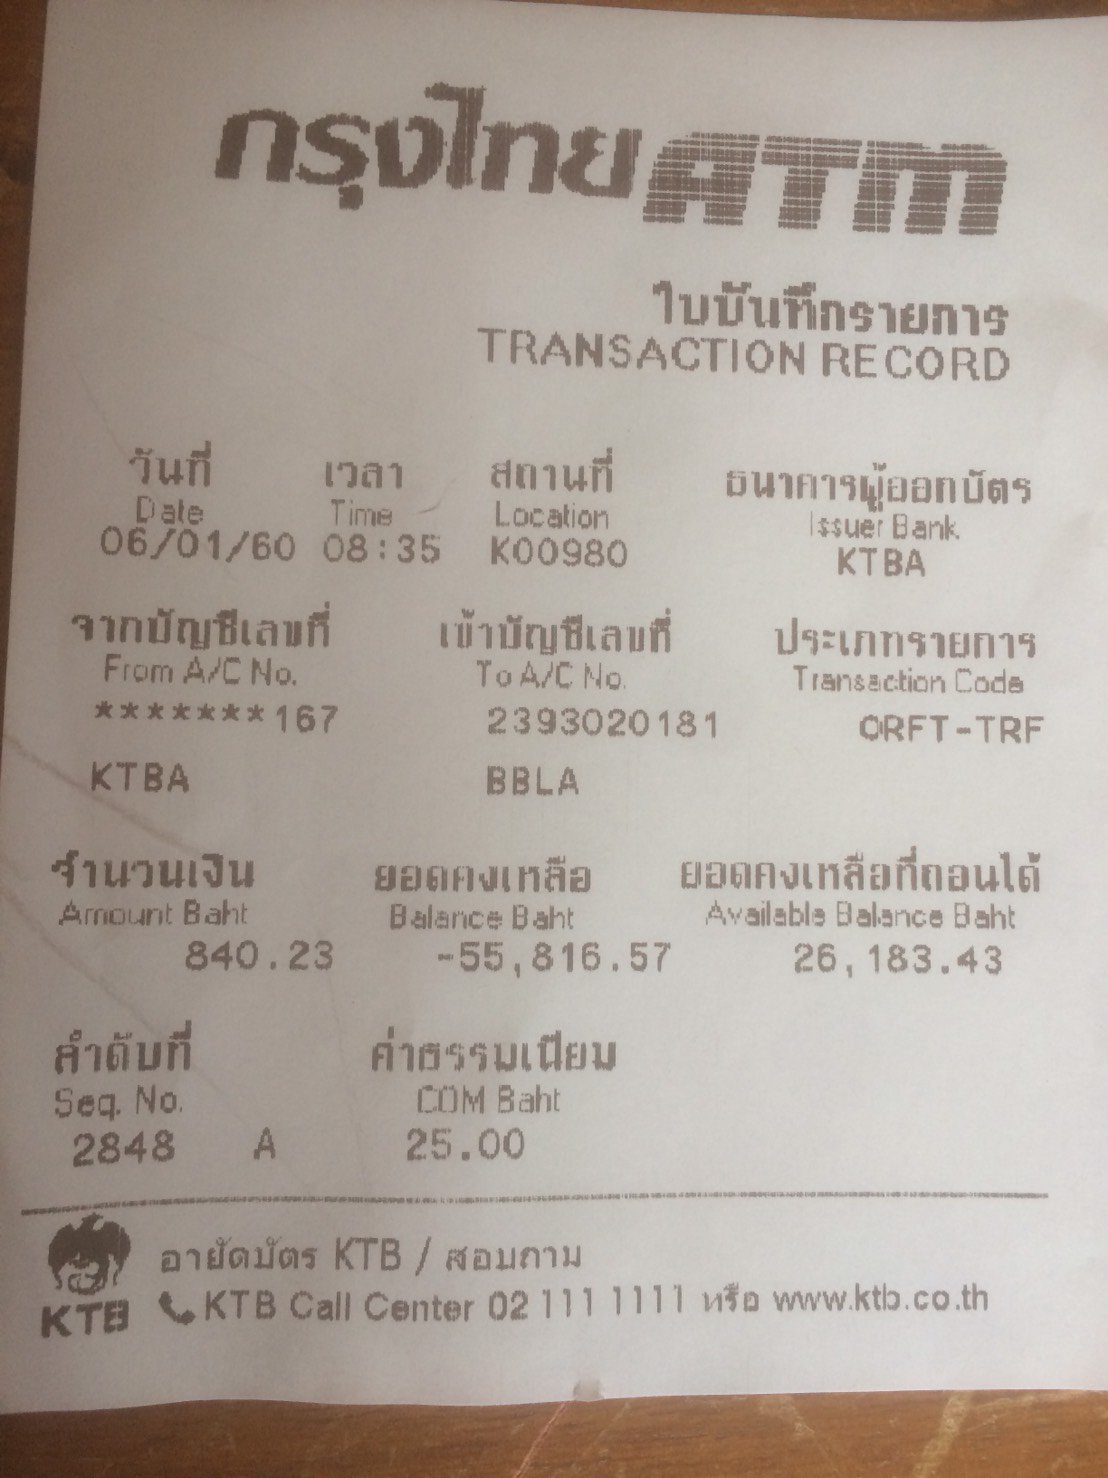 กรุงไทย ATM
ใบบันทึกรายการ
TRANSACTION RECORD
วันที่ เวลา สถานที่ ธนาคารผู้ออกบัตร
Date Time Location Issuer Bank
06/01/60 08:35 K00980 KTBA
จากบัญชีเลขที่ เข้าบัญชีเลขที่ ประเภทรายการ
From A/C No. To A/C No. Transaction Code
*******167 2393020181 ORFT-TRF
KTBA BBLA
จำนวนเงิน ยอดคงเหลือ ยอดคงเหลือที่ถอนได้
Amount Baht Balance Baht Available Balance Baht
840.23 -55,816.57 26,183.43
ลำดับที่ ค่าธรรมเนียม
Seq. No. COM Baht
2848 A 25.00
อายัดบัตร KTB / สอบถาม
KTB KTB Call Center 02 111 1111 หรือ www.ktb.co.th